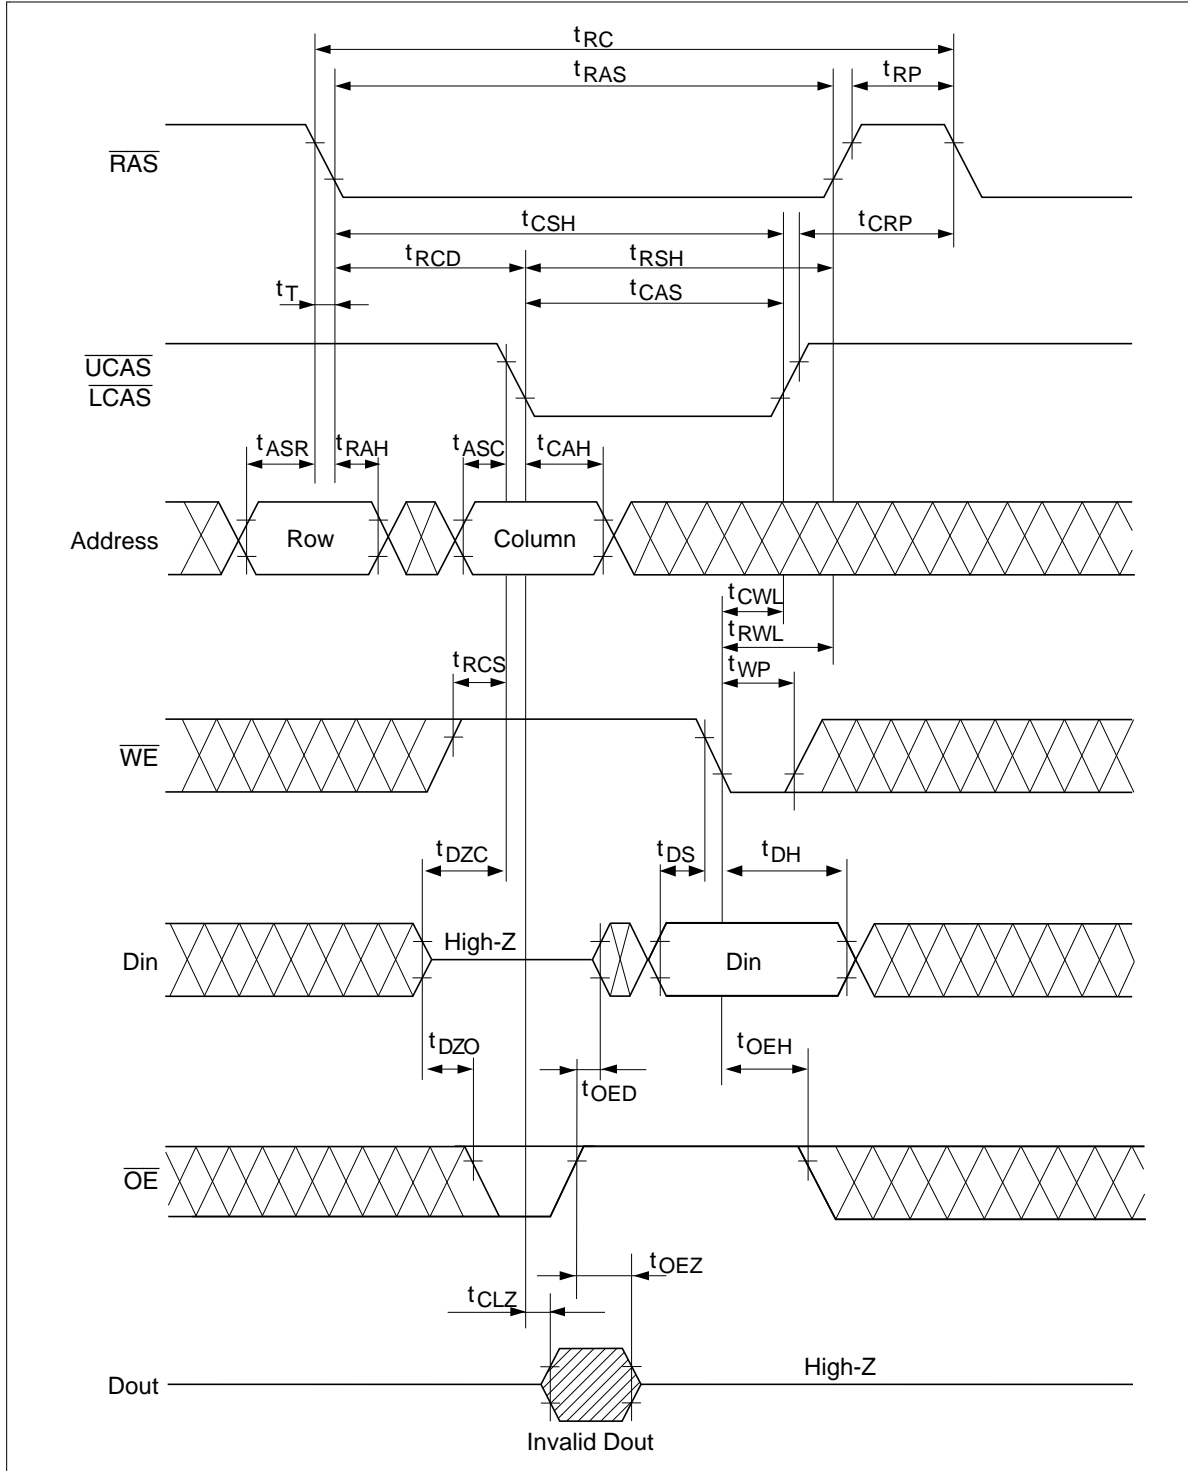 tRC
tRAS
tRP
RAS
tCSH
tCRP
tRCD
tRSH
tT
tCAS
UCAS
LCAS
tASR
tRAH
tASC
tCAH
Address
Row
Column
tCWL
tRWL
tRCS
tWP
WE
tDZC
tDS
tDH
High-Z
Din
Din
tDZO
tOEH
tOED
OE
tOEZ
tCLZ
High-Z
Dout
Invalid Dout